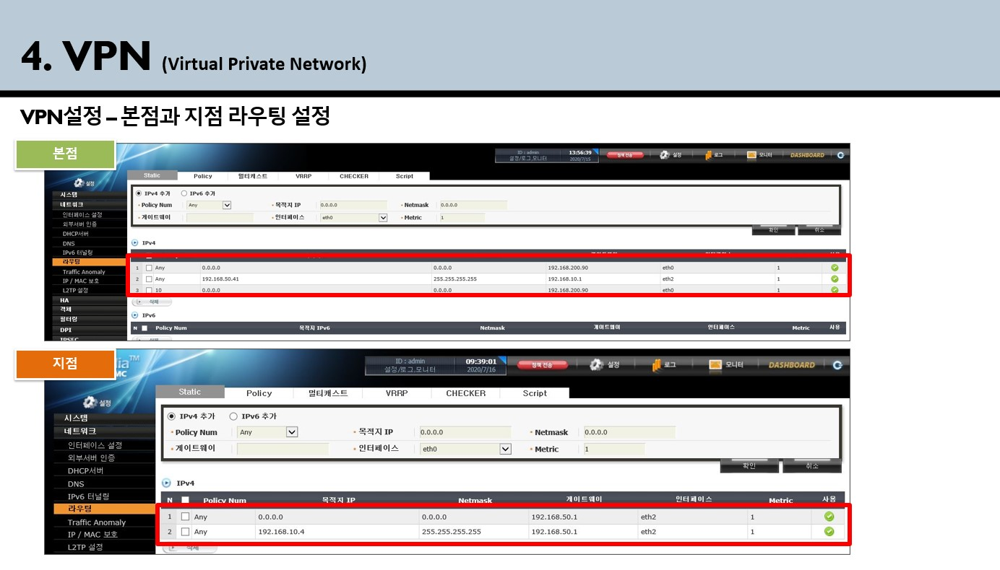 4. VPN (Virtual Private Network)
VPN설정 – 본점과 지점 라우팅 설정
본점
ID : admin 13:56:39
설정/로그,모니터 2020/7/15
정책 전송 설정 로그 모니터 DASHBOARD
설정
시스템
네트워크
인터페이스 설정
외부서버 인증
DHCP서버
DNS
IPv6 터널링
라우팅
Traffic Anomaly
IP / MAC 보호
L2TP 설정
HA
객체
필터링
DPI
IPSEC
Static Policy 멀티캐스트 VRRP CHECKER Script
IPv4 추가 IPv6 추가
Policy Num Any 목적지 IP 0.0.0.0 Netmask 0.0.0.0
게이트웨이 인터페이스 eth0 Metric 1
확인 취소
IPv4
1 Any 0.0.0.0 0.0.0.0 192.168.200.90 eth0 1
2 Any 192.168.50.41 255.255.255.255 192.168.10.1 eth2 1
3 10 0.0.0.0 0.0.0.0 192.168.200.90 eth0 1
삭제
IPv6
N Policy Num 목적지 IPv6 Netmask 게이트웨이 인터페이스 Metric 사용
지점
TM
MC
ID : admin 09:39:01
설정/로그,모니터 2020/7/16
정책 전송 설정 로그 모니터 DASHBOARD
설정
시스템
네트워크
인터페이스 설정
외부서버 인증
DHCP서버
DNS
IPv6 터널링
라우팅
Traffic Anomaly
IP / MAC 보호
L2TP 설정
Static Policy 멀티캐스트 VRRP CHECKER Script
IPv4 추가 IPv6 추가
Policy Num Any 목적지 IP 0.0.0.0 Netmask 0.0.0.0
게이트웨이 인터페이스 eth0 Metric 1
확인 취소
IPv4
N Policy Num 목적지 IP Netmask 게이트웨이 인터페이스 Metric 사용
1 Any 0.0.0.0 0.0.0.0 192.168.50.1 eth2 1
2 Any 192.168.10.4 255.255.255.255 192.168.50.1 eth2 1
삭제